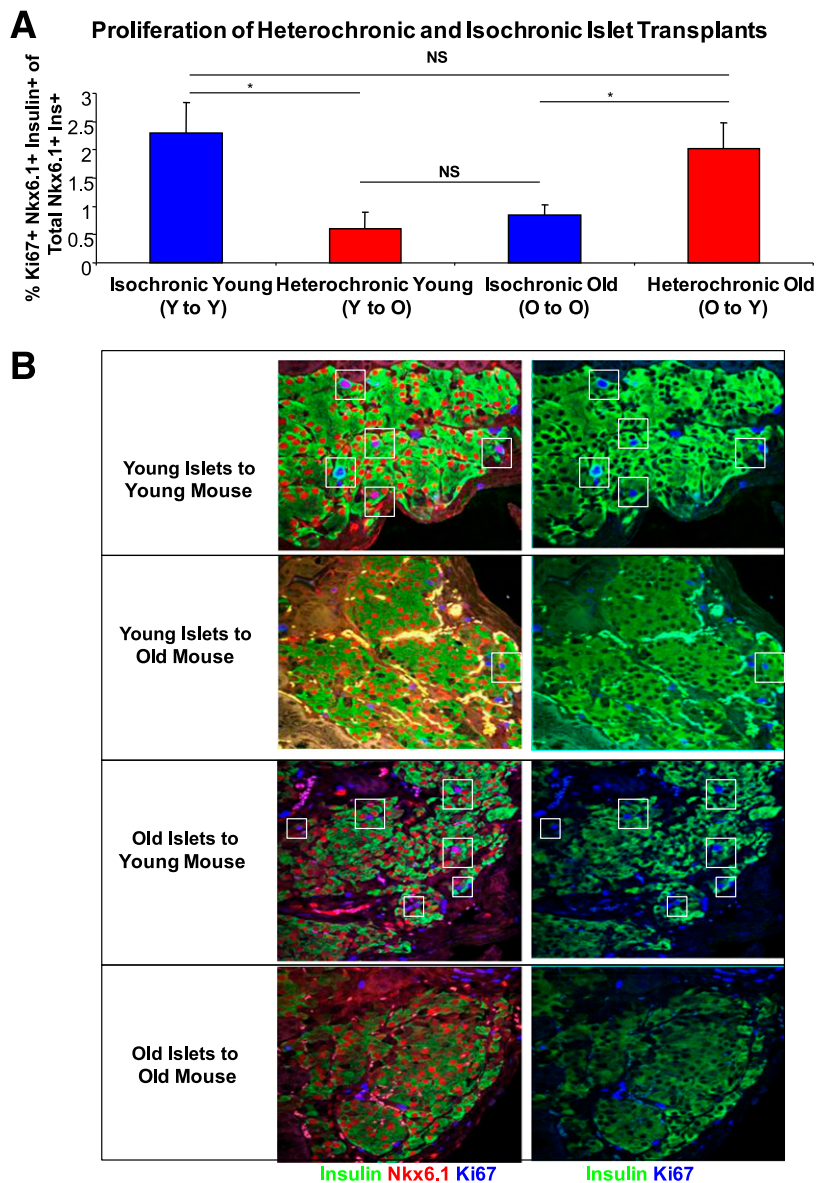 A
Proliferation of Heterochronic and Isochronic Islet Transplants
% Ki67+ Nkx6.1+ Insulin+ of
Total Nkx6.1+ Ins+
NS
*
*
NS
3
2.5
2
1.5
1
0.5
0
Isochronic Young
(Y to Y)
Heterochronic Young
(Y to O)
Isochronic Old
(O to O)
Heterochronic Old
(O to Y)
B
Young Islets to
Young Mouse
Young Islets to
Old Mouse
Old Islets to
Young Mouse
Old Islets to
Old Mouse
Insulin Nkx6.1 Ki67
Insulin Ki67